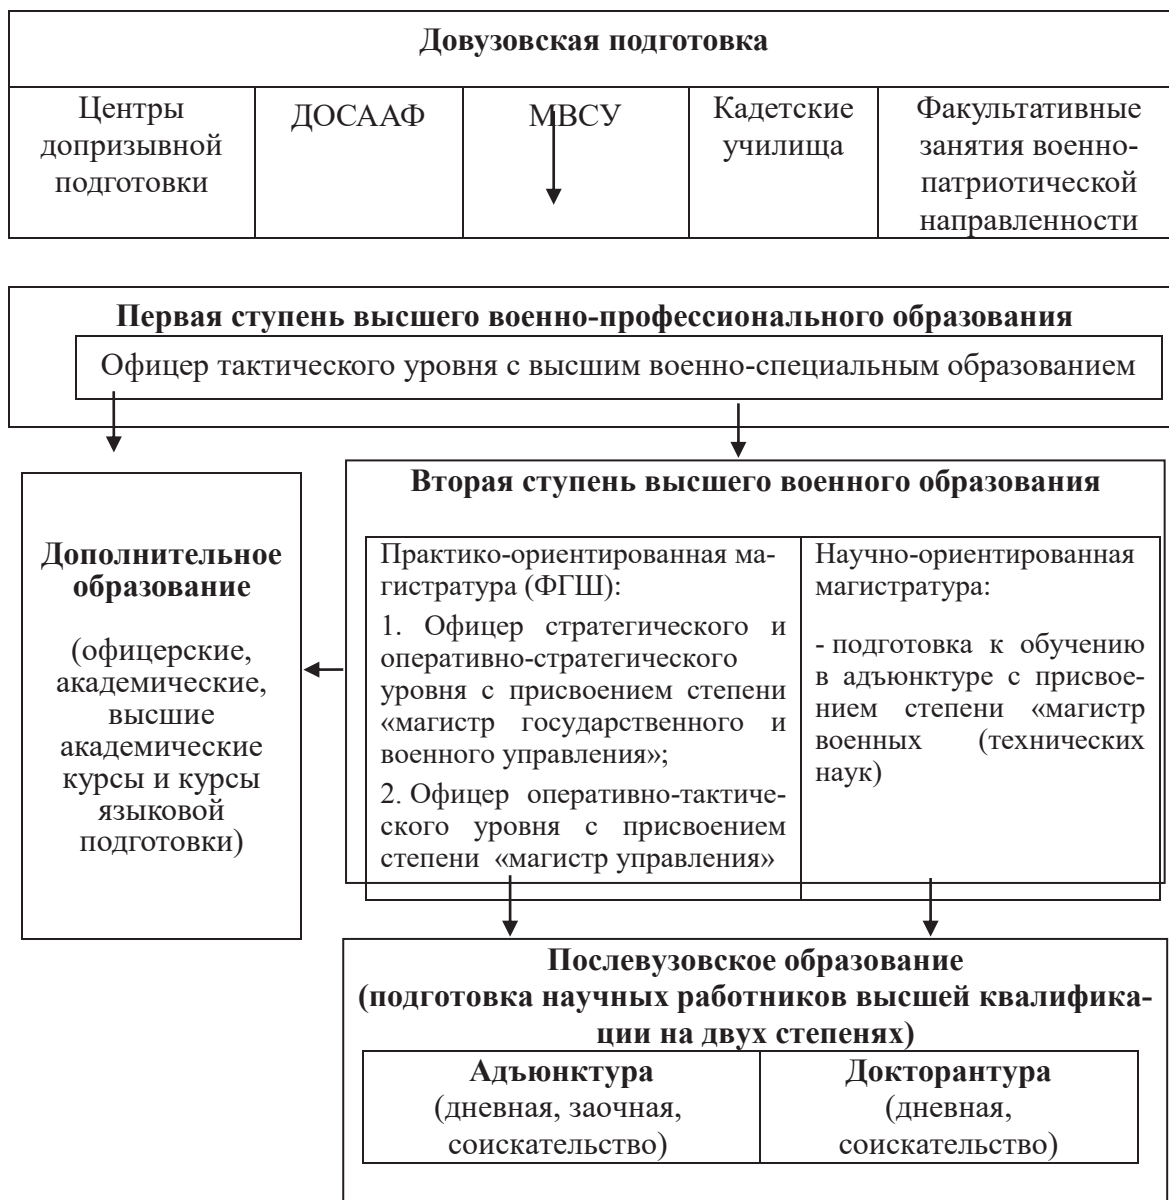 Довузовская подготовка
Центры
допризывной
подготовки
ДОСААФ
МВСУ
Кадетские
училища
Факультативные
занятия военно-
патриотической
направленности
Первая ступень высшего военно-профессионального образования
Офицер тактического уровня с высшим военно-специальным образованием
Дополнительное
образование
(офицерские,
академические,
высшие
академические
курсы и курсы
языковой
подготовки)
Вторая ступень высшего военного образования
Практико-ориентированная ма-
гистратура (ФГШ):
1. Офицер стратегического и
оперативно-стратегического
уровня с присвоением степени
«магистр государственного и
военного управления»;
2. Офицер оперативно-тактиче-
ского уровня с присвоением
степени «магистр управления»
Научно-ориентированная
магистратура:
- подготовка к обучению
в адъюнктуре с присвое-
нием степени «магистр
военных (технических
наук)
Послевузовское образование
(подготовка научных работников высшей квалифика-
ции на двух степенях)
Адъюнктура
(дневная, заочная,
соискательство)
Докторантура
(дневная,
соискательство)